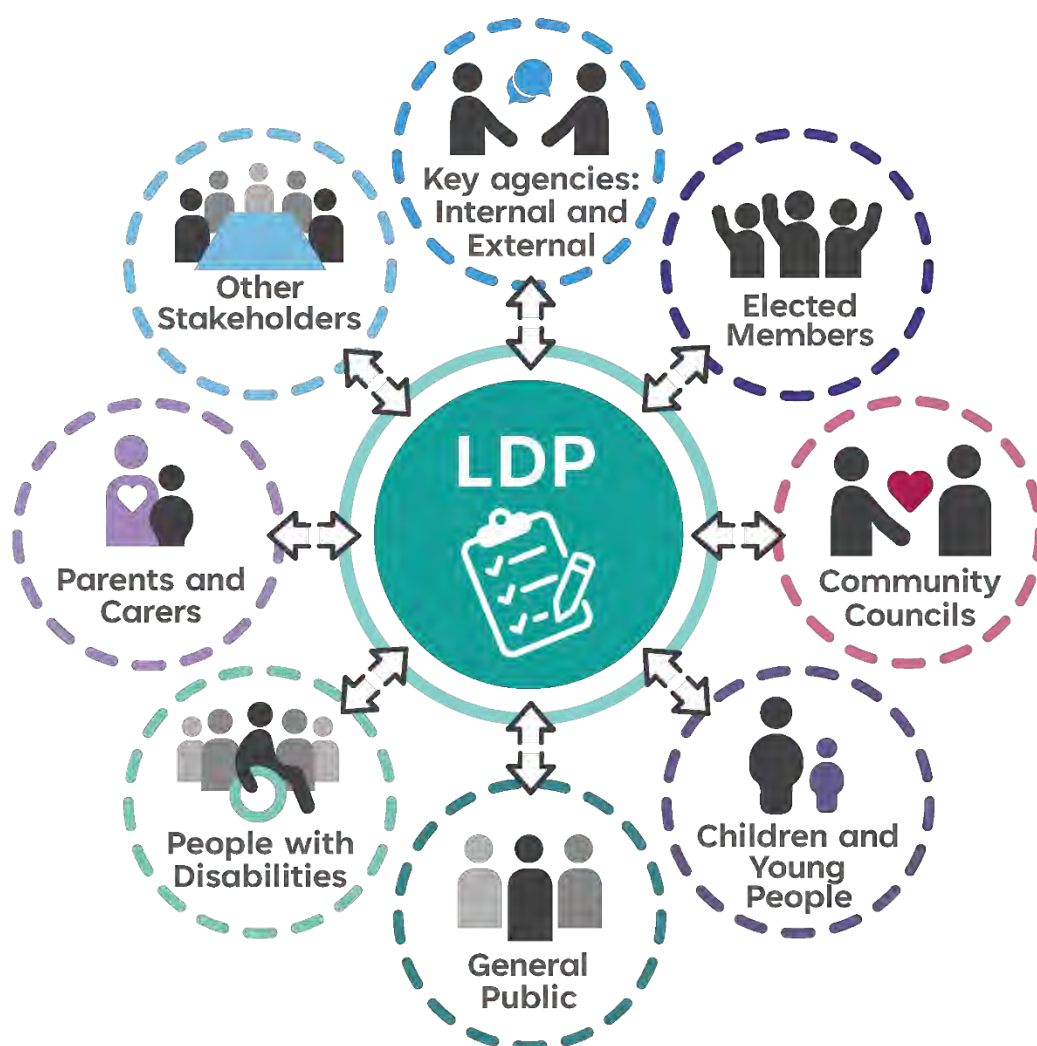 Key agencies:
Internal and
External
Elected
Members
Community
Councils
Children and
Young
People
General
Public
People with
Disabilities
Parents and
Carers
Other
Stakeholders
LDP